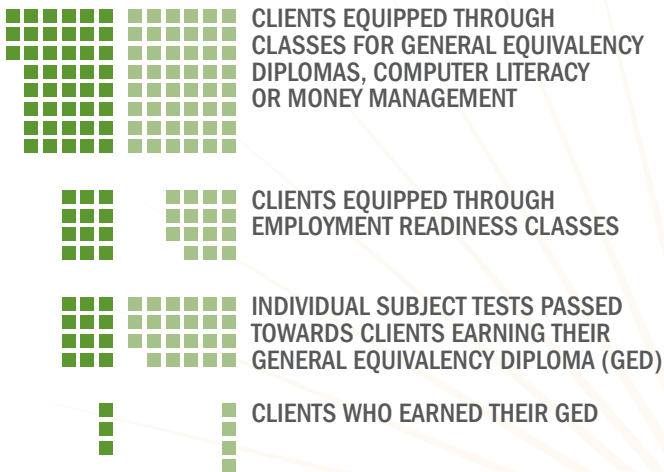 CLIENTS EQUIPPED THROUGH
CLASSES FOR GENERAL EQUIVALENCY
DIPLOMAS, COMPUTER LITERACY
OR MONEY MANAGEMENT
CLIENTS EQUIPPED THROUGH
EMPLOYMENT READINESS CLASSES
INDIVIDUAL SUBJECT TESTS PASSED
TOWARDS CLIENTS EARNING THEIR
GENERAL EQUIVALENCY DIPLOMA (GED)
CLIENTS WHO EARNED THEIR GED